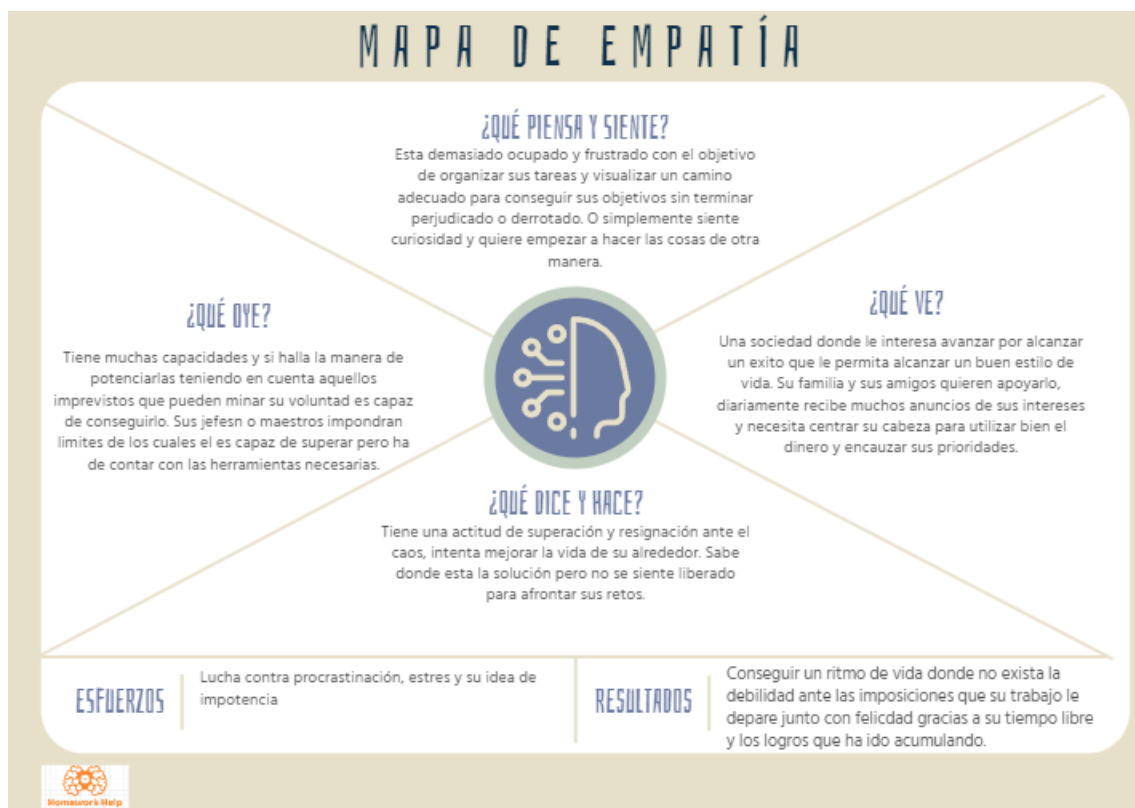 MAPA DE EMPATÍA
¿QUÉ PIENSA Y SIENTE?
Esta demasiado ocupado y frustrado con el objetivo
de organizar sus tareas y visualizar un camino
adecuado para conseguir sus objetivos sin terminar
perjudicado o derrotado. O simplemente siente
curiosidad y quiere empezar a hacer las cosas de otra
manera.
¿QUÉ OYE?
Tiene muchas capacidades y si halla la manera de
potenciarlas teniendo en cuenta aquellos
imprevistos que pueden minar su voluntad es capaz
de conseguirlo. Sus jefesn o maestros impondran
limites de los cuales el es capaz de superar pero ha
de contar con las herramientas necesarias.
¿QUÉ VE?
Una sociedad donde le interesa avanzar por alcanzar
un exito que le permita alcanzar un buen estilo de
vida. Su familia y sus amigos quieren apoyarlo,
diariamente recibe muchos anuncios de sus intereses
y necesita centrar su cabeza para utilizar bien el
dinero y encauzar sus prioridades.
¿QUÉ DICE Y HACE?
Tiene una actitud de superación y resignación ante el
caos, intenta mejorar la vida de su alrededor. Sabe
donde esta la solución pero no se siente liberado
para afrontar sus retos.
ESFUERZOS
Lucha contra procrastinación, estres y su idea de
impotencia
RESULTADOS
Conseguir un ritmo de vida donde no exista la
debilidad ante las imposiciones que su trabajo le
depare junto con felicdad gracias a su tiempo libre
y los logros que ha ido acumulando.
Homework Help